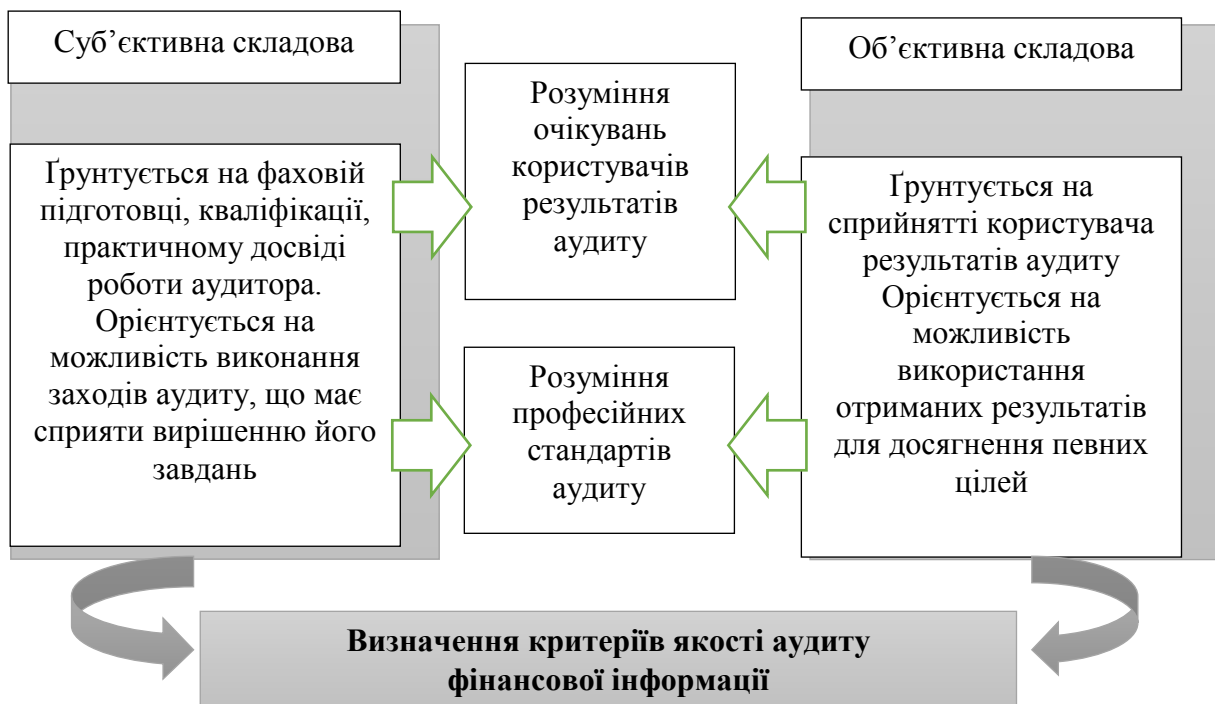 Суб’єктивна складова
Ґрунтується на фаховій
підготовці, кваліфікації,
практичному досвіді
роботи аудитора.
Орієнтується на
можливість виконання
заходів аудиту, що має
сприяти вирішенню його
завдань
Розуміння
очікувань
користувачів
результатів
аудиту
Розуміння
професійних
стандартів
аудиту
Об’єктивна складова
Ґрунтується на
сприйнятті користувача
результатів аудиту
Орієнтується на
можливість
використання
отриманих результатів
для досягнення певних
цілей
Визначення критеріїв якості аудиту
фінансової інформації